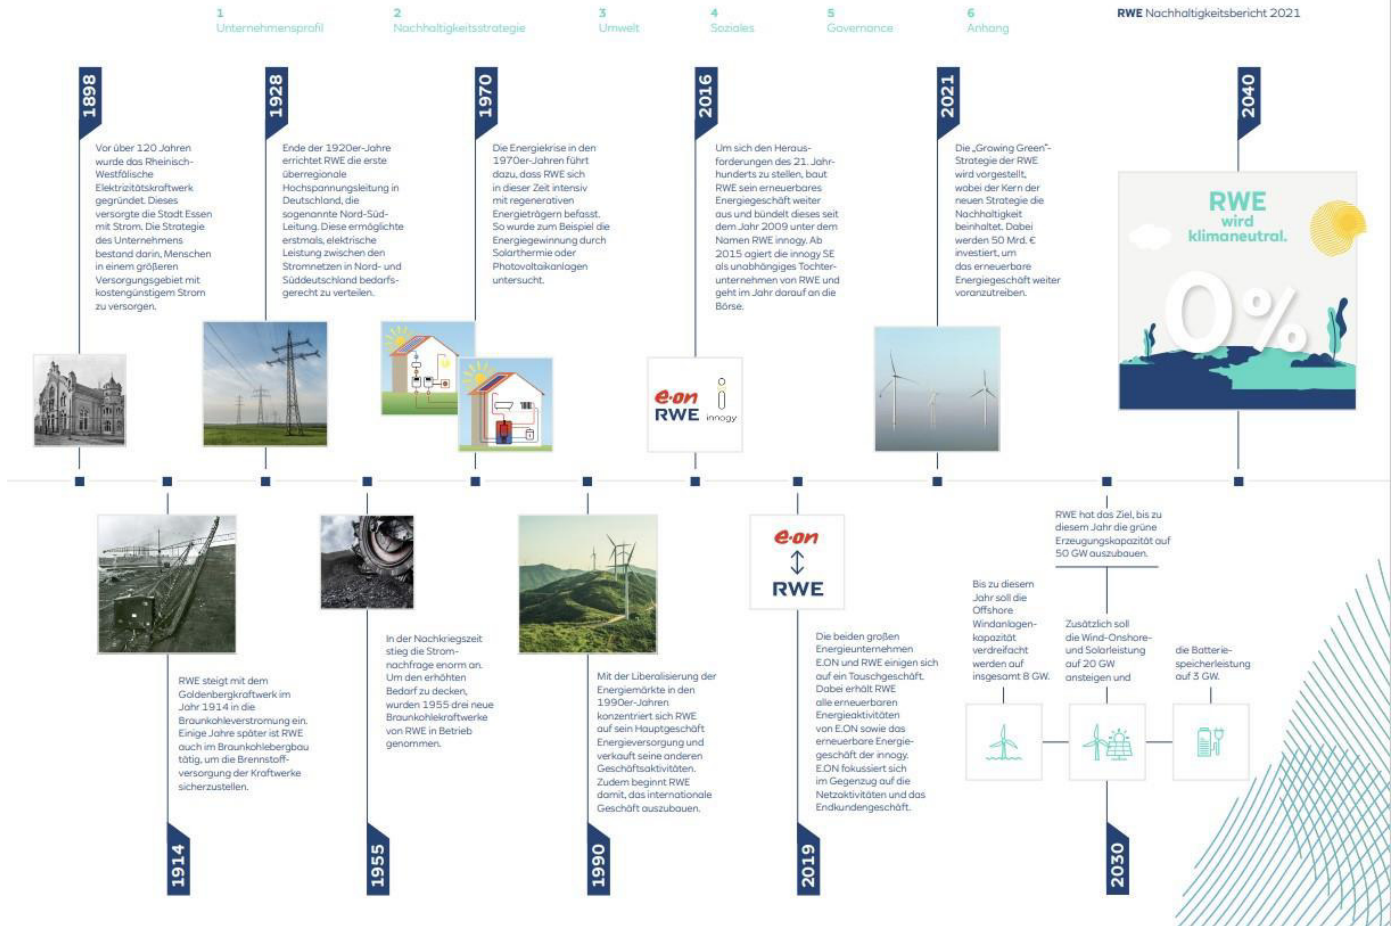 1
Unternehmensprofil
2
Nachhaltigkeitsstrategie
3
Umwelt
4
Soziales
5
Governance
6
Anhang
RWE Nachhaltigkeitsbericht 2021
1898
Vor über 120 Jahren
wurde das Rheinisch-
Westfälische
Elektrizitätskraftwerk
gegründet. Dieses
versorgte die Stadt Essen
mit Strom. Die Strategie
des Unternehmens
bestand darin, Menschen
in einem größeren
Versorgungsgebiet mit
kostengünstigem Strom
zu versorgen.
1928
Ende der 1920er-Jahre
errichtet RWE die erste
überregionale
Hochspannungsleitung in
Deutschland, die
sogenannte Nord-Süd-
Leitung. Diese ermöglichte
erstmals, elektrische
Leistung zwischen den
Stromnetzen in Nord- und
Süddeutschland bedarfs-
gerecht zu verteilen.
1970
Die Energiekrise in den
1970er-Jahren führt
dazu, dass RWE sich
in dieser Zeit intensiv
mit regenerativen
Energieträgern befasst.
So wurde zum Beispiel die
Energiegewinnung durch
Solarthermie oder
Photovoltaikanlagen
untersucht.
2016
Um sich den Heraus-
forderungen des 21. Jahr-
hunderts zu stellen, baut
RWE sein erneuerbares
Energiegeschäft weiter
aus und bündelt dieses seit
dem Jahr 2009 unter dem
Namen RWE innogy. Ab
2015 agiert die innogy SE
als unabhängiges Tochter-
unternehmen von RWE und
geht im Jahr darauf an die
Börse.
e·on
RWE
innogy
2021
Die „Growing Green"-
Strategie der RWE
wird vorgestellt,
wobei der Kern der
neuen Strategie die
Nachhaltigkeit
beinhaltet. Dabei
werden 50 Mrd. €
investiert, um
das erneuerbare
Energiegeschäft weiter
voranzutreiben.
2040
RWE
wird
klimaneutral.
0%
RWE steigt mit dem
Goldenbergkraftwerk im
Jahr 1914 in die
Braunkohleverstromung ein.
Einige Jahre später ist RWE
auch im Braunkohlebergbau
tätig, um die Brennstoff-
versorgung der Kraftwerke
sicherzustellen.
1914
In der Nachkriegszeit
stieg die Strom-
nachfrage enorm an.
Um den erhöhten
Bedarf zu decken,
wurden 1955 drei neue
Braunkohlekraftwerke
von RWE in Betrieb
genommen.
1955
Mit der Liberalisierung der
Energiemärkte in den
1990er-Jahren
konzentriert sich RWE
auf sein Hauptgeschäft
Energieversorgung und
verkauft seine anderen
Geschäftsaktivitäten.
Zudem beginnt RWE
damit, das internationale
Geschäft auszubauen.
1990
e·on
RWE
Die beiden großen
Energieunternehmen
E.ON und RWE einigen sich
auf ein Tauschgeschäft.
Dabei erhält RWE
alle erneuerbaren
Energieaktivitäten
von E.ON sowie das
erneuerbare Energie-
geschäft der innogy.
E.ON fokussiert sich
im Gegenzug auf die
Netzaktivitäten und das
Endkundengeschäft.
2019
RWE hat das Ziel, bis zu
diesem Jahr die grüne
Erzeugungskapazität auf
50 GW auszubauen.
Bis zu diesem
Jahr soll die
Offshore
Windanlagen-
kapazität
verdreifacht
werden auf
insgesamt 8 GW.
Zusätzlich soll
die Wind-Onshore-
und Solarleistung
auf 20 GW
ansteigen und
die Batterie-
speicherleistung
auf 3 GW.
2030